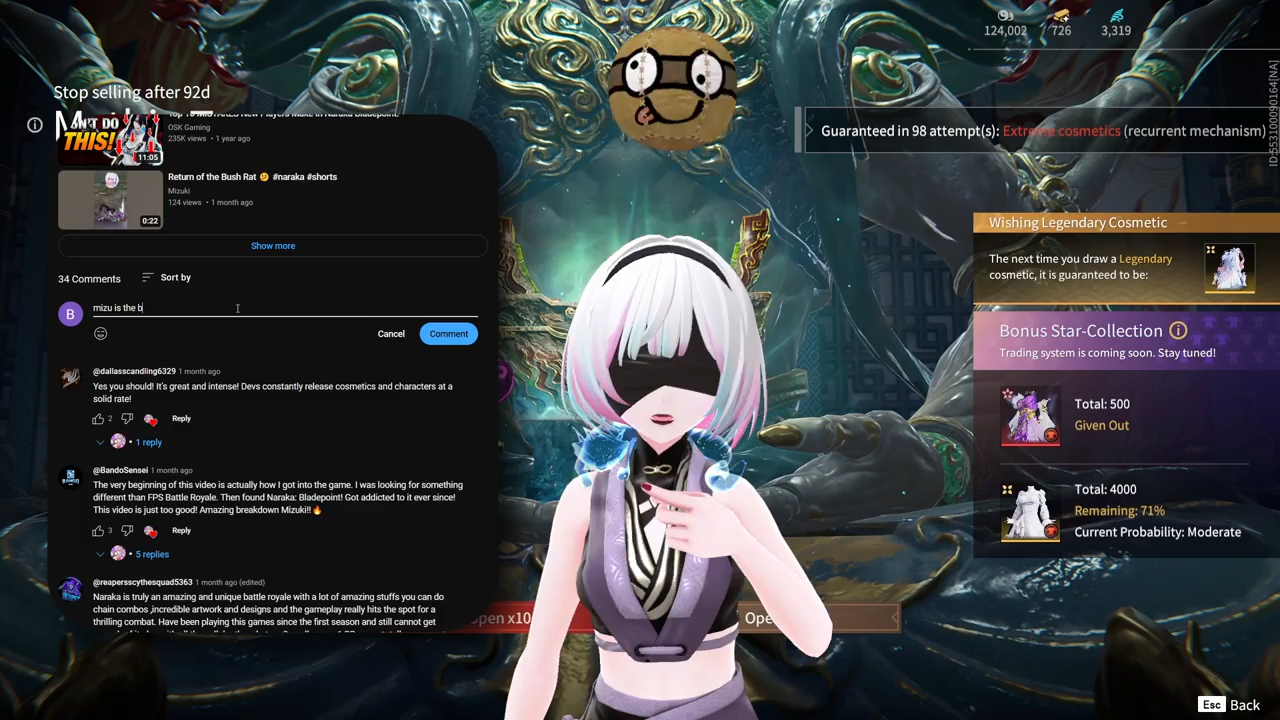 124,002 726 3,319
Stop selling after 92d
ID:5531000090164[NA]
Guaranteed in 98 attempt(s): Extreme cosmetics (recurrent mechanism)
DO
THIS!
11:05
Top 10 MISTAKES New Players Make in Naraka Bladepoint!
OSK Gaming
235K views • 1 year ago
Return of the Bush Rat 🤔 #naraka #shorts
Mizuki
124 views • 1 month ago
0:22
Show more
34 Comments Sort by
B
mizu is the b
Cancel Comment
@dallasscandling6329 1 month ago
Yes you should! It's great and intense! Devs constantly release cosmetics and characters at a
solid rate!
2 Reply
• 1 reply
@BandoSensei 1 month ago
The very beginning of this video is actually how I got into the game. I was looking for something
different than FPS Battle Royale. Then found Naraka: Bladepoint! Got addicted to it ever since!
This video is just too good! Amazing breakdown Mizuki!! 🔥
3 Reply
• 5 replies
@reapersscythesquad5363 1 month ago (edited)
Naraka is truly an amazing and unique battle royale with a lot of amazing stuffs you can do
chain combos ,incredible artwork and designs and the gameplay really hits the spot for a
thrilling combat. Have been playing this games since the first season and still cannot get
Wishing Legendary Cosmetic
The next time you draw a Legendary
cosmetic, it is guaranteed to be:
Bonus Star-Collection
Trading system is coming soon. Stay tuned!
Total: 500
Given Out
Total: 4000
Remaining: 71%
Current Probability: Moderate
Open x10
Esc Back